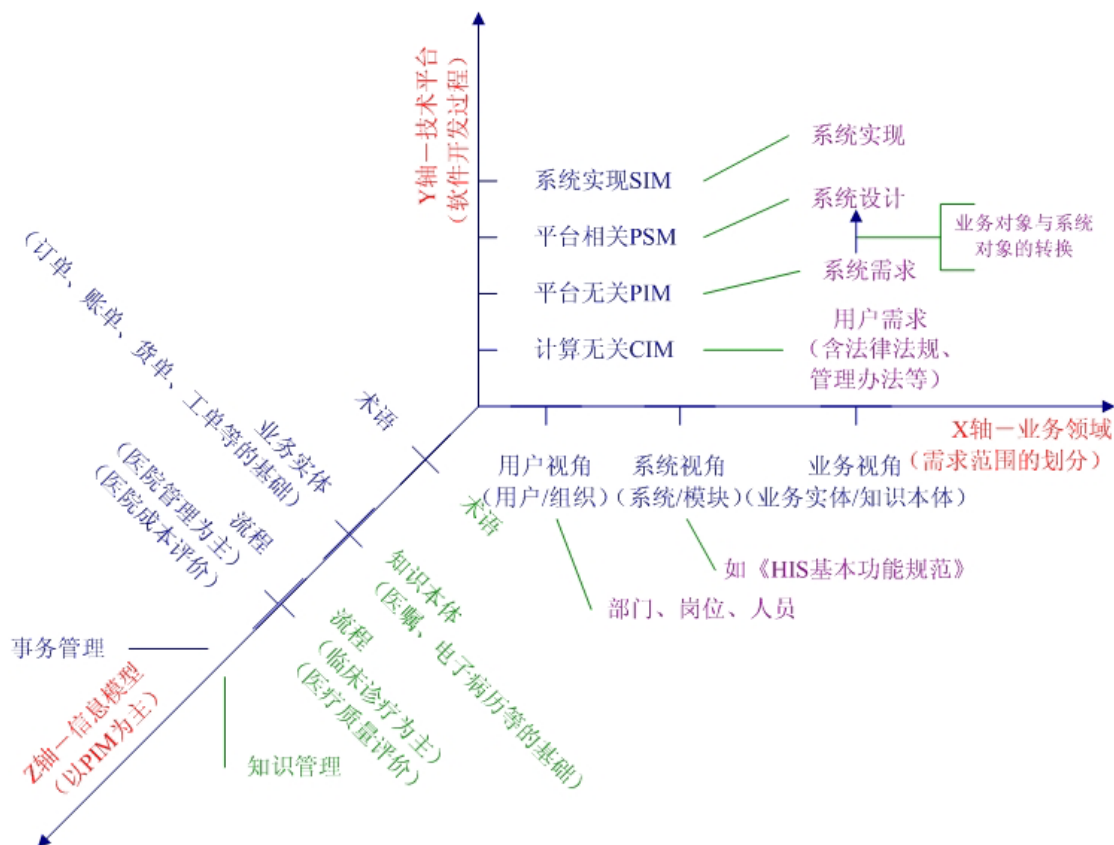 Y轴－技术平台
（软件开发过程）
系统实现SIM
平台相关PSM
平台无关PIM
计算无关CIM
系统实现
系统设计
系统需求
用户需求
（含法律法规、
管理办法等）
业务对象与系统
对象的转换
X轴－业务领域
（需求范围的划分）
用户视角
（用户/组织）
系统视角
（系统/模块）
业务视角
（业务实体/知识本体）
如《HIS基本功能规范》
部门、岗位、人员
术语
业务实体
（订单、账单、货单、工单等的基础）
流程
（医院管理为主）
（医院成本评价）
术语
知识本体
（医嘱、电子病历等的基础）
流程
（临床诊疗为主）
（医疗质量评价）
事务管理
知识管理
Z轴－信息模型
（以PIM为主）